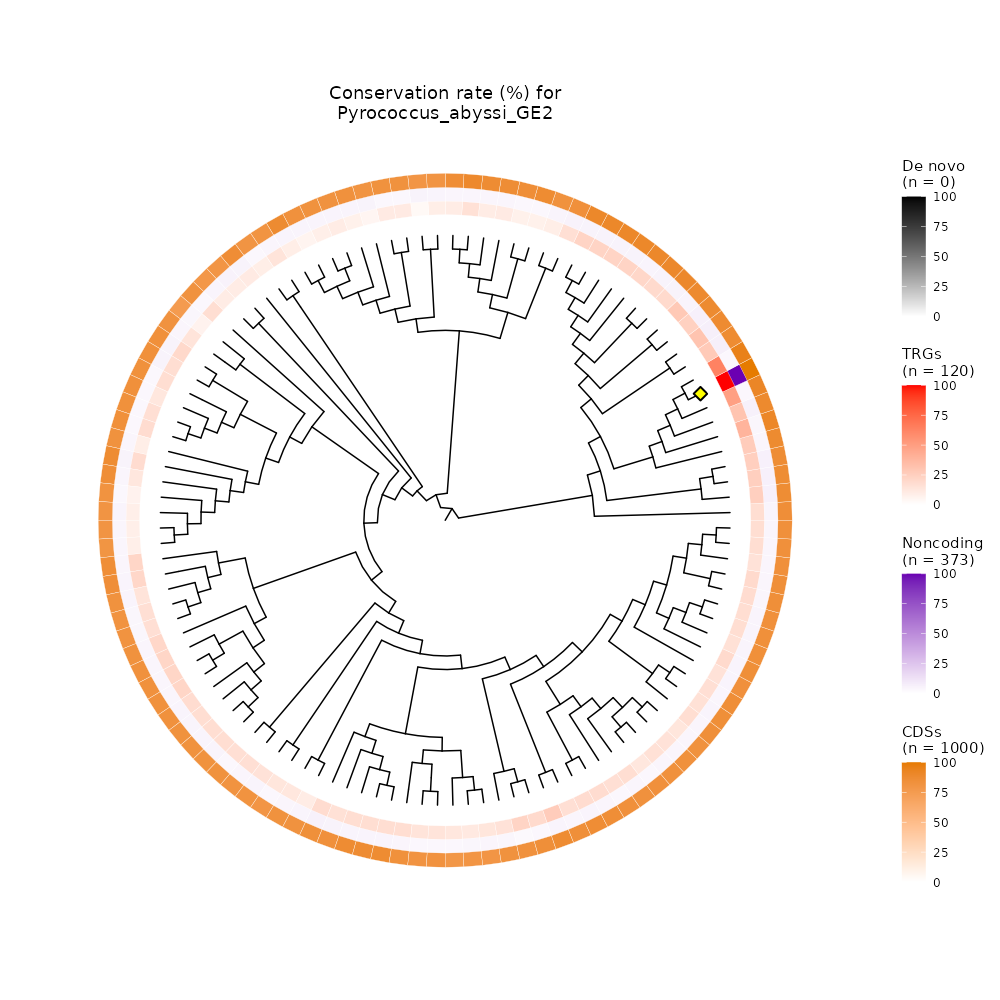 Conservation rate (%) for
Pyrococcus_abyssi_GE2
De novo
(n = 0)
100
75
50
25
0
TRGs
(n = 120)
100
75
50
25
0
Noncoding
(n = 373)
100
75
50
25
0
CDSs
(n = 1000)
100
75
50
25
0